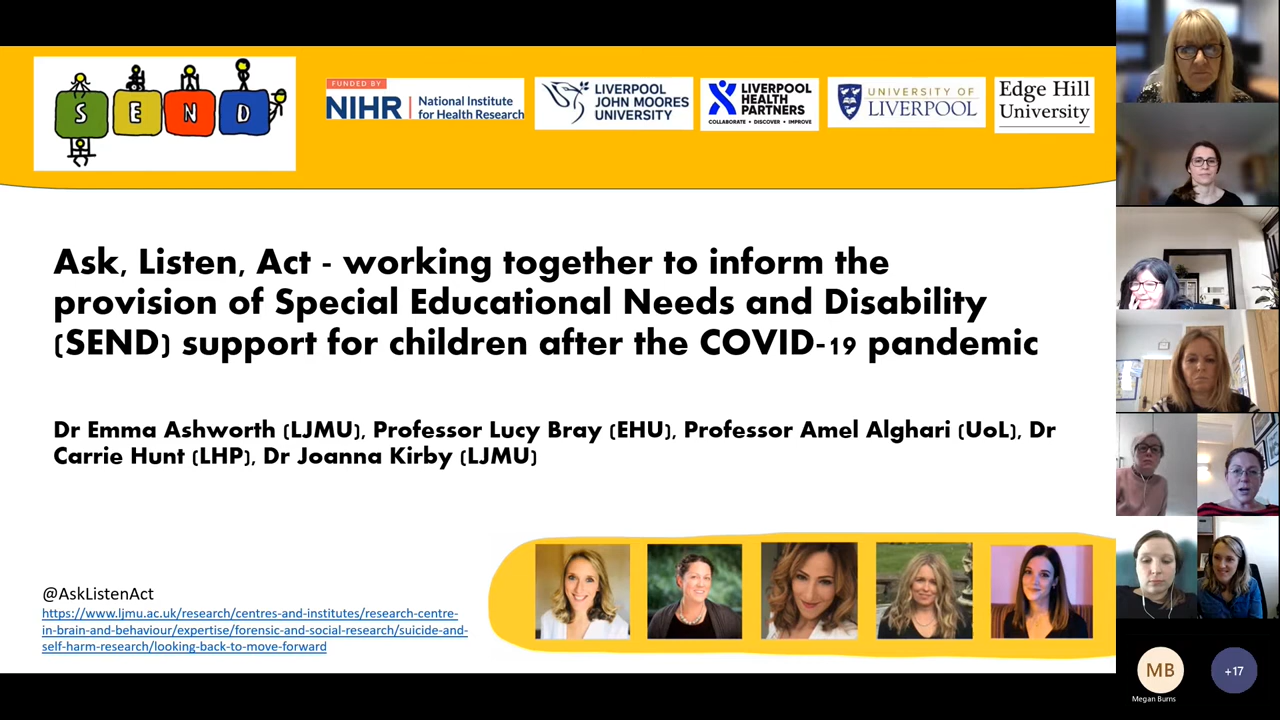 S E N D
FUNDED BY
NIHR | National Institute
for Health Research
LIVERPOOL
JOHN MOORES
UNIVERSITY
LIVERPOOL
HEALTH
PARTNERS
COLLABORATE • DISCOVER • IMPROVE
UNIVERSITY OF
LIVERPOOL
Edge Hill
University
Ask, Listen, Act - working together to inform the
provision of Special Educational Needs and Disability
(SEND) support for children after the COVID-19 pandemic
Dr Emma Ashworth (LJMU), Professor Lucy Bray (EHU), Professor Amel Alghari (UoL), Dr
Carrie Hunt (LHP), Dr Joanna Kirby (LJMU)
@AskListenAct
https://www.ljmu.ac.uk/research/centres-and-institutes/research-centre-
in-brain-and-behaviour/expertise/forensic-and-social-research/suicide-and-
self-harm-research/looking-back-to-move-forward
MB
+17
Megan Burns